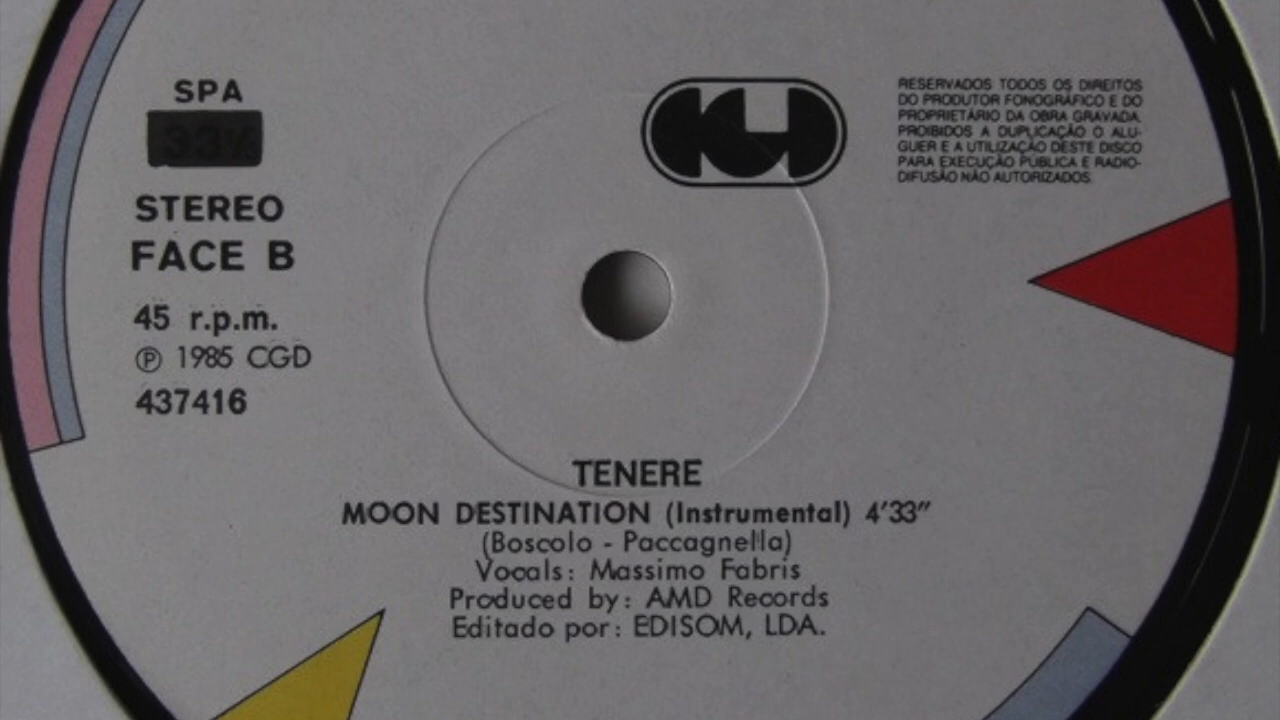 SPA
33⅓
STEREO
FACE B
45 r.p.m.
℗ 1985 CGD
437416
RESERVADOS TODOS OS DIREITOS
DO PRODUTOR FONOGRÁFICO E DO
PROPRIETÁRIO DA OBRA GRAVADA.
PROIBIDOS A DUPLICAÇÃO O ALU-
GUER E A UTILIZAÇÃO DESTE DISCO
PARA EXECUÇÃO PÚBLICA E RADIO-
DIFUSÃO NÃO AUTORIZADOS.
TENERE
MOON DESTINATION (Instrumental) 4'33"
(Boscolo - Paccagnella)
Vocals: Massimo Fabris
Produced by: AMD Records
Editado por: EDISOM, LDA.